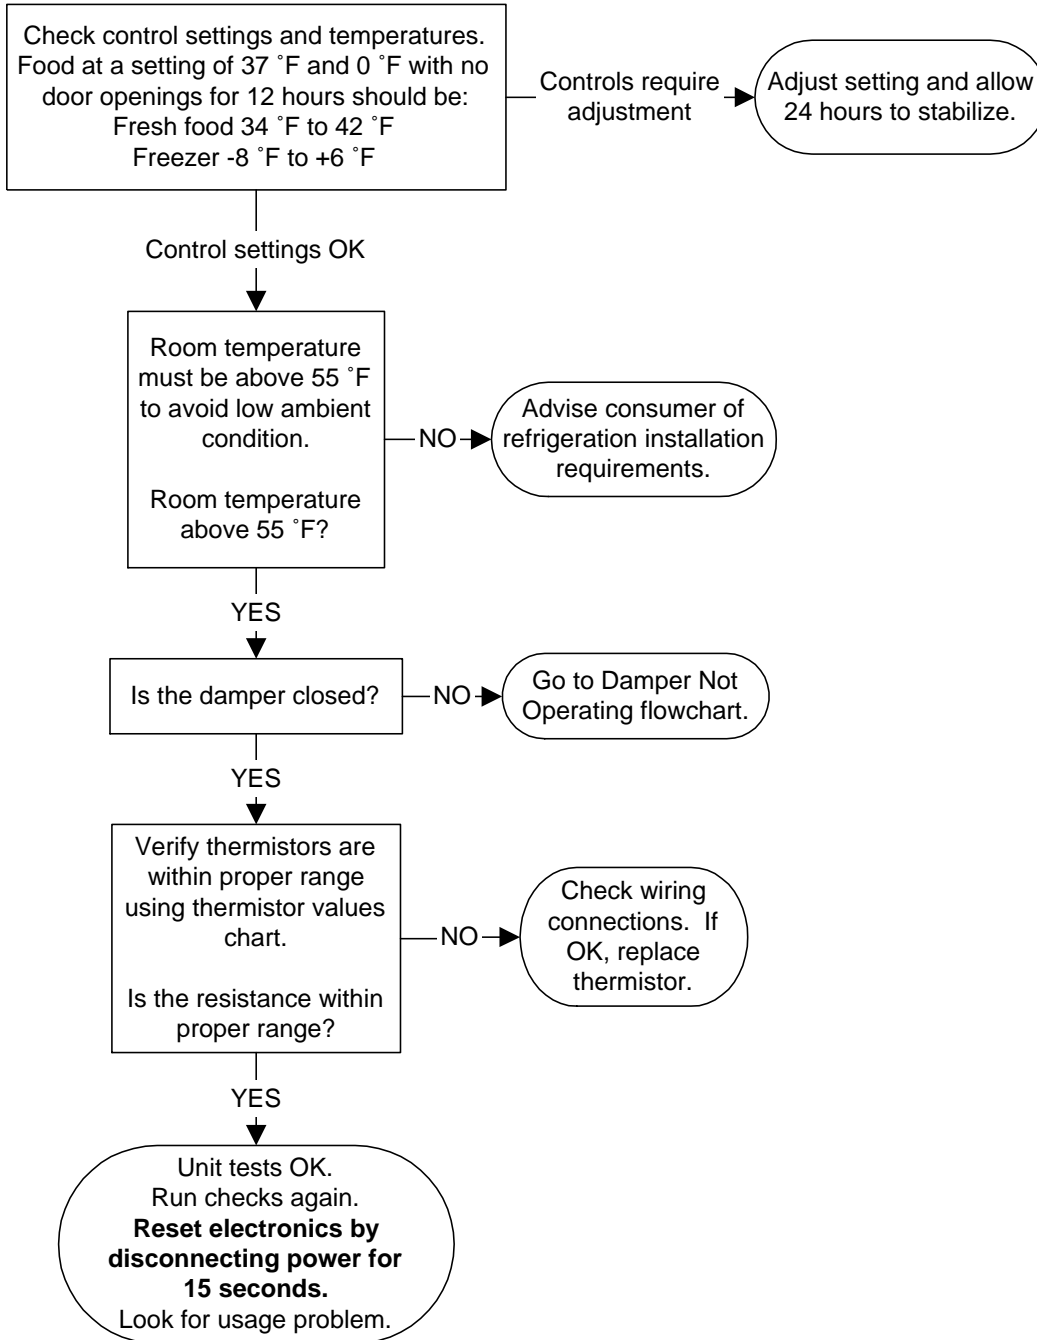 Check control settings and temperatures.
Food at a setting of 37 ˚F and 0 ˚F with no
door openings for 12 hours should be:
Fresh food 34 ˚F to 42 ˚F
Freezer -8 ˚F to +6 ˚F
Controls require
adjustment
Adjust setting and allow
24 hours to stabilize.
Control settings OK
Room temperature
must be above 55 ˚F
to avoid low ambient
condition.
Room temperature
above 55 ˚F?
NO
Advise consumer of
refrigeration installation
requirements.
YES
Is the damper closed?
NO
Go to Damper Not
Operating flowchart.
YES
Verify thermistors are
within proper range
using thermistor values
chart.
Is the resistance within
proper range?
NO
Check wiring
connections.  If
OK, replace
thermistor.
YES
Unit tests OK.
Run checks again.
Reset electronics by
disconnecting power for
15 seconds.
Look for usage problem.